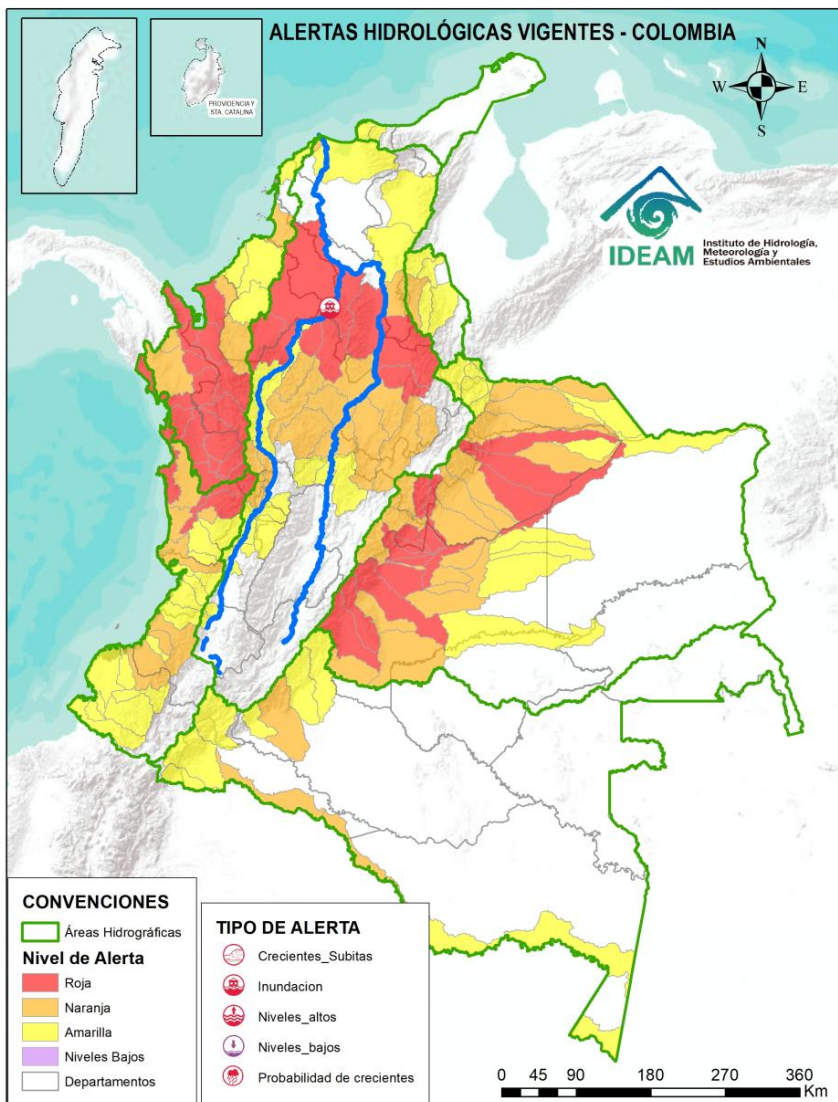 ALERTAS HIDROLÓGICAS VIGENTES - COLOMBIA
PROVIDENCIA Y
STA. CATALINA
N
W E
S
IDEAM
Instituto de Hidrología,
Meteorología y
Estudios Ambientales
CONVENCIONES
Áreas Hidrográficas
Nivel de Alerta
Roja
Naranja
Amarilla
Niveles Bajos
Departamentos
TIPO DE ALERTA
Crecientes_Subitas
Inundacion
Niveles_altos
Niveles_bajos
Probabilidad de crecientes
0 45 90 180 270 360
Km